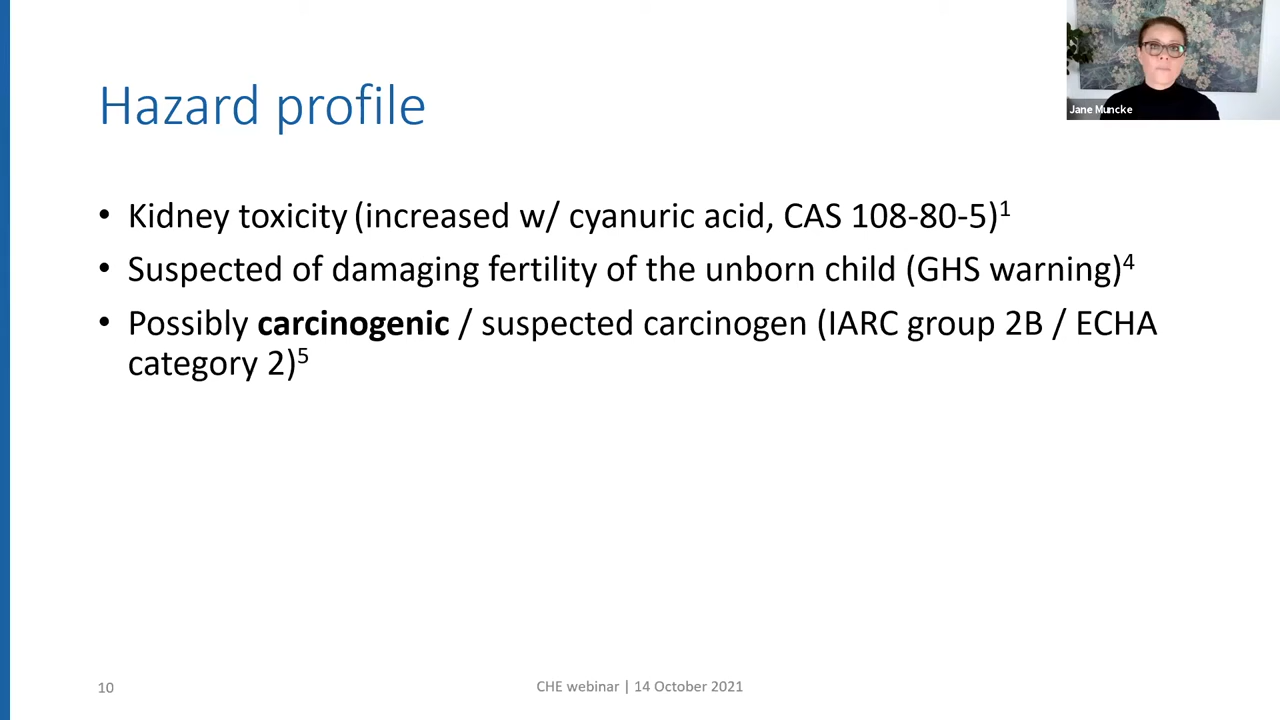 Jane Muncke
Hazard profile
• Kidney toxicity (increased w/ cyanuric acid, CAS 108-80-5)1
• Suspected of damaging fertility of the unborn child (GHS warning)4
• Possibly carcinogenic / suspected carcinogen (IARC group 2B / ECHA
category 2)5
10
CHE webinar | 14 October 2021